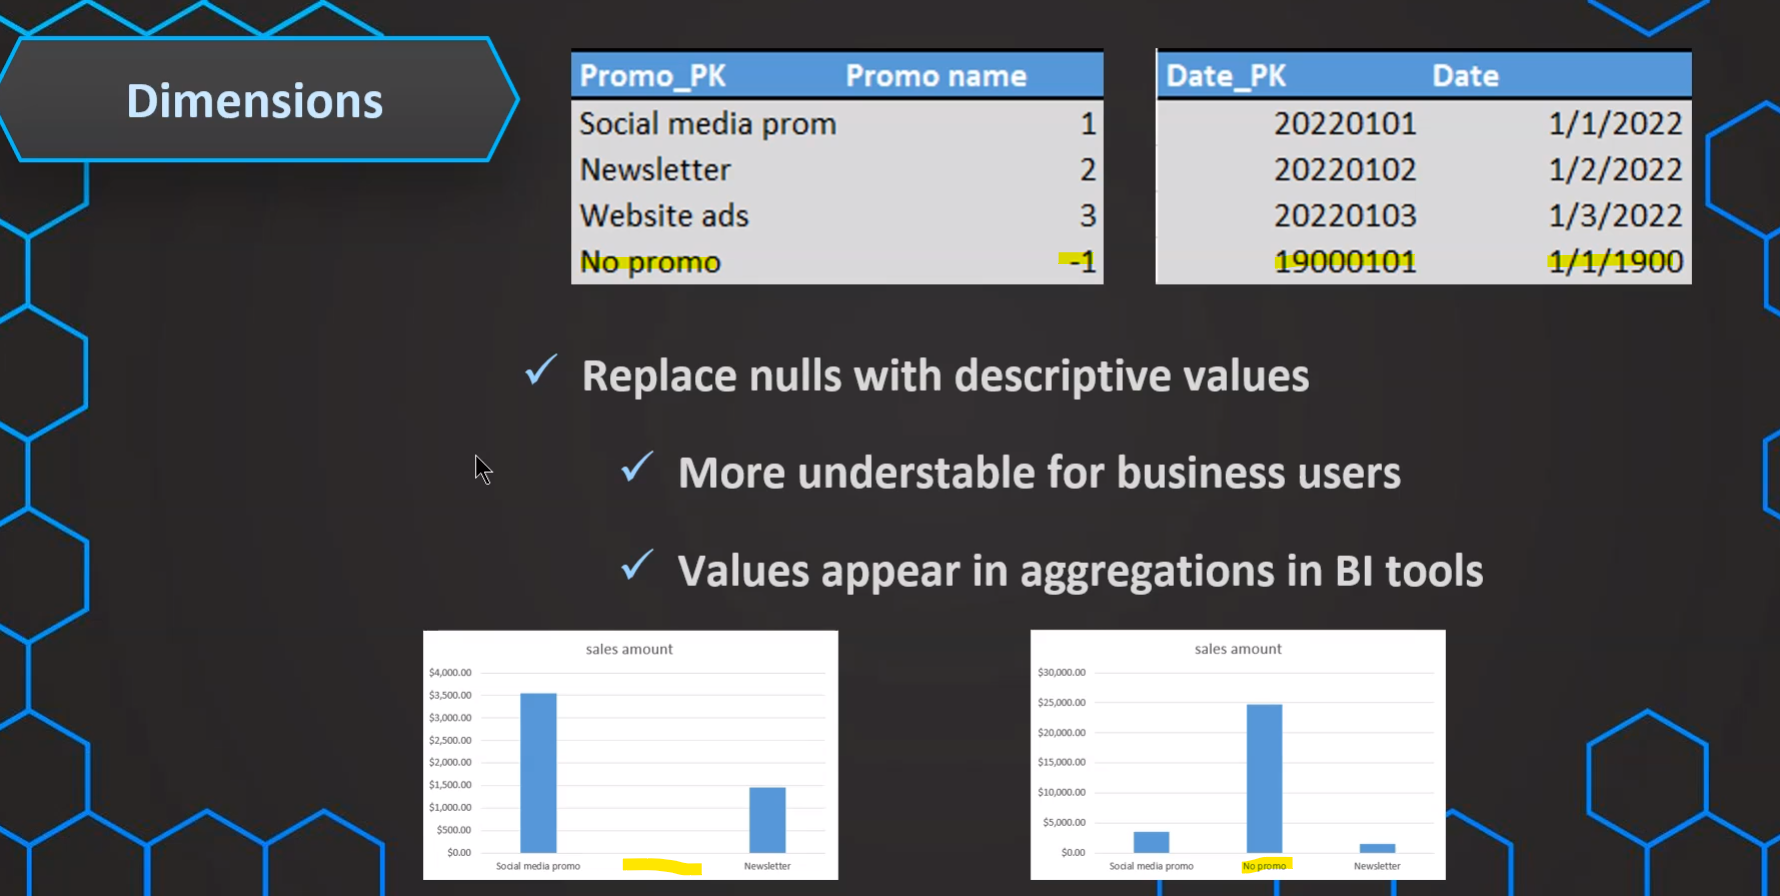 Dimensions
Promo_PK Promo name
Social media prom 1
Newsletter 2
Website ads 3
No promo -1
Date_PK Date
20220101 1/1/2022
20220102 1/2/2022
20220103 1/3/2022
19000101 1/1/1900
✓ Replace nulls with descriptive values
✓ More understable for business users
✓ Values appear in aggregations in BI tools
sales amount
$4,000.00
$3,500.00
$3,000.00
$2,500.00
$2,000.00
$1,500.00
$1,000.00
$500.00
$0.00
Social media promo Newsletter
sales amount
$30,000.00
$25,000.00
$20,000.00
$15,000.00
$10,000.00
$5,000.00
$0.00
Social media promo No promo Newsletter